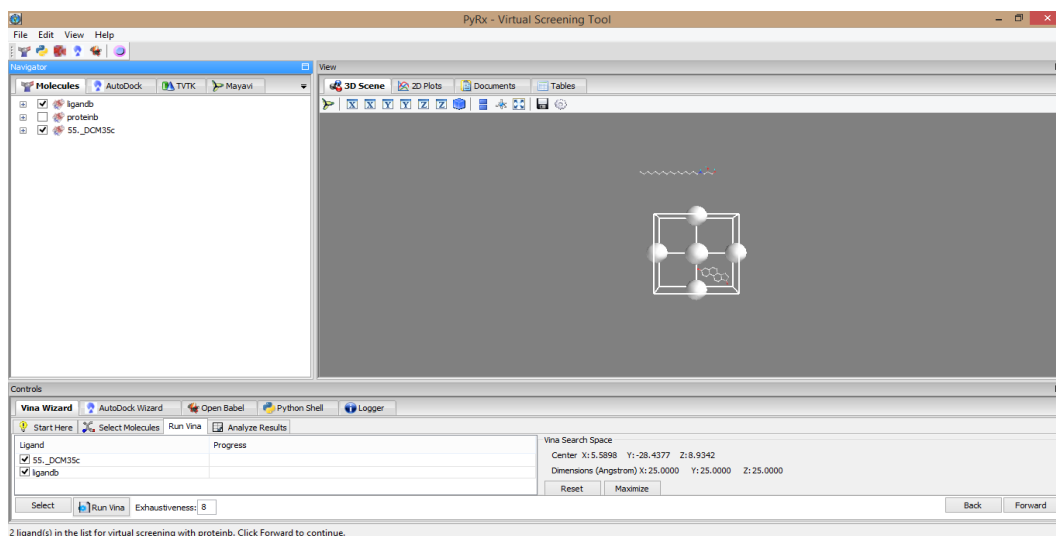 PyRx - Virtual Screening Tool
File Edit View Help
Navigator
View
Molecules AutoDock TVTK Mayavi
3D Scene 2D Plots Documents Tables
X X Y Y Z Z
ligandb
proteinb
55._DCM35c
Controls
Vina Wizard AutoDock Wizard Open Babel Python Shell Logger
Start Here Select Molecules Run Vina Analyze Results
Ligand Progress
55._DCM35c
ligandb
Vina Search Space
Center X:5.5898 Y:-28.4377 Z:8.9342
Dimensions (Angstrom) X:25.0000 Y:25.0000 Z:25.0000
Reset Maximize
Select Run Vina Exhaustiveness: 8
Back Forward
2 ligand(s) in the list for virtual screening with proteinb. Click Forward to continue.